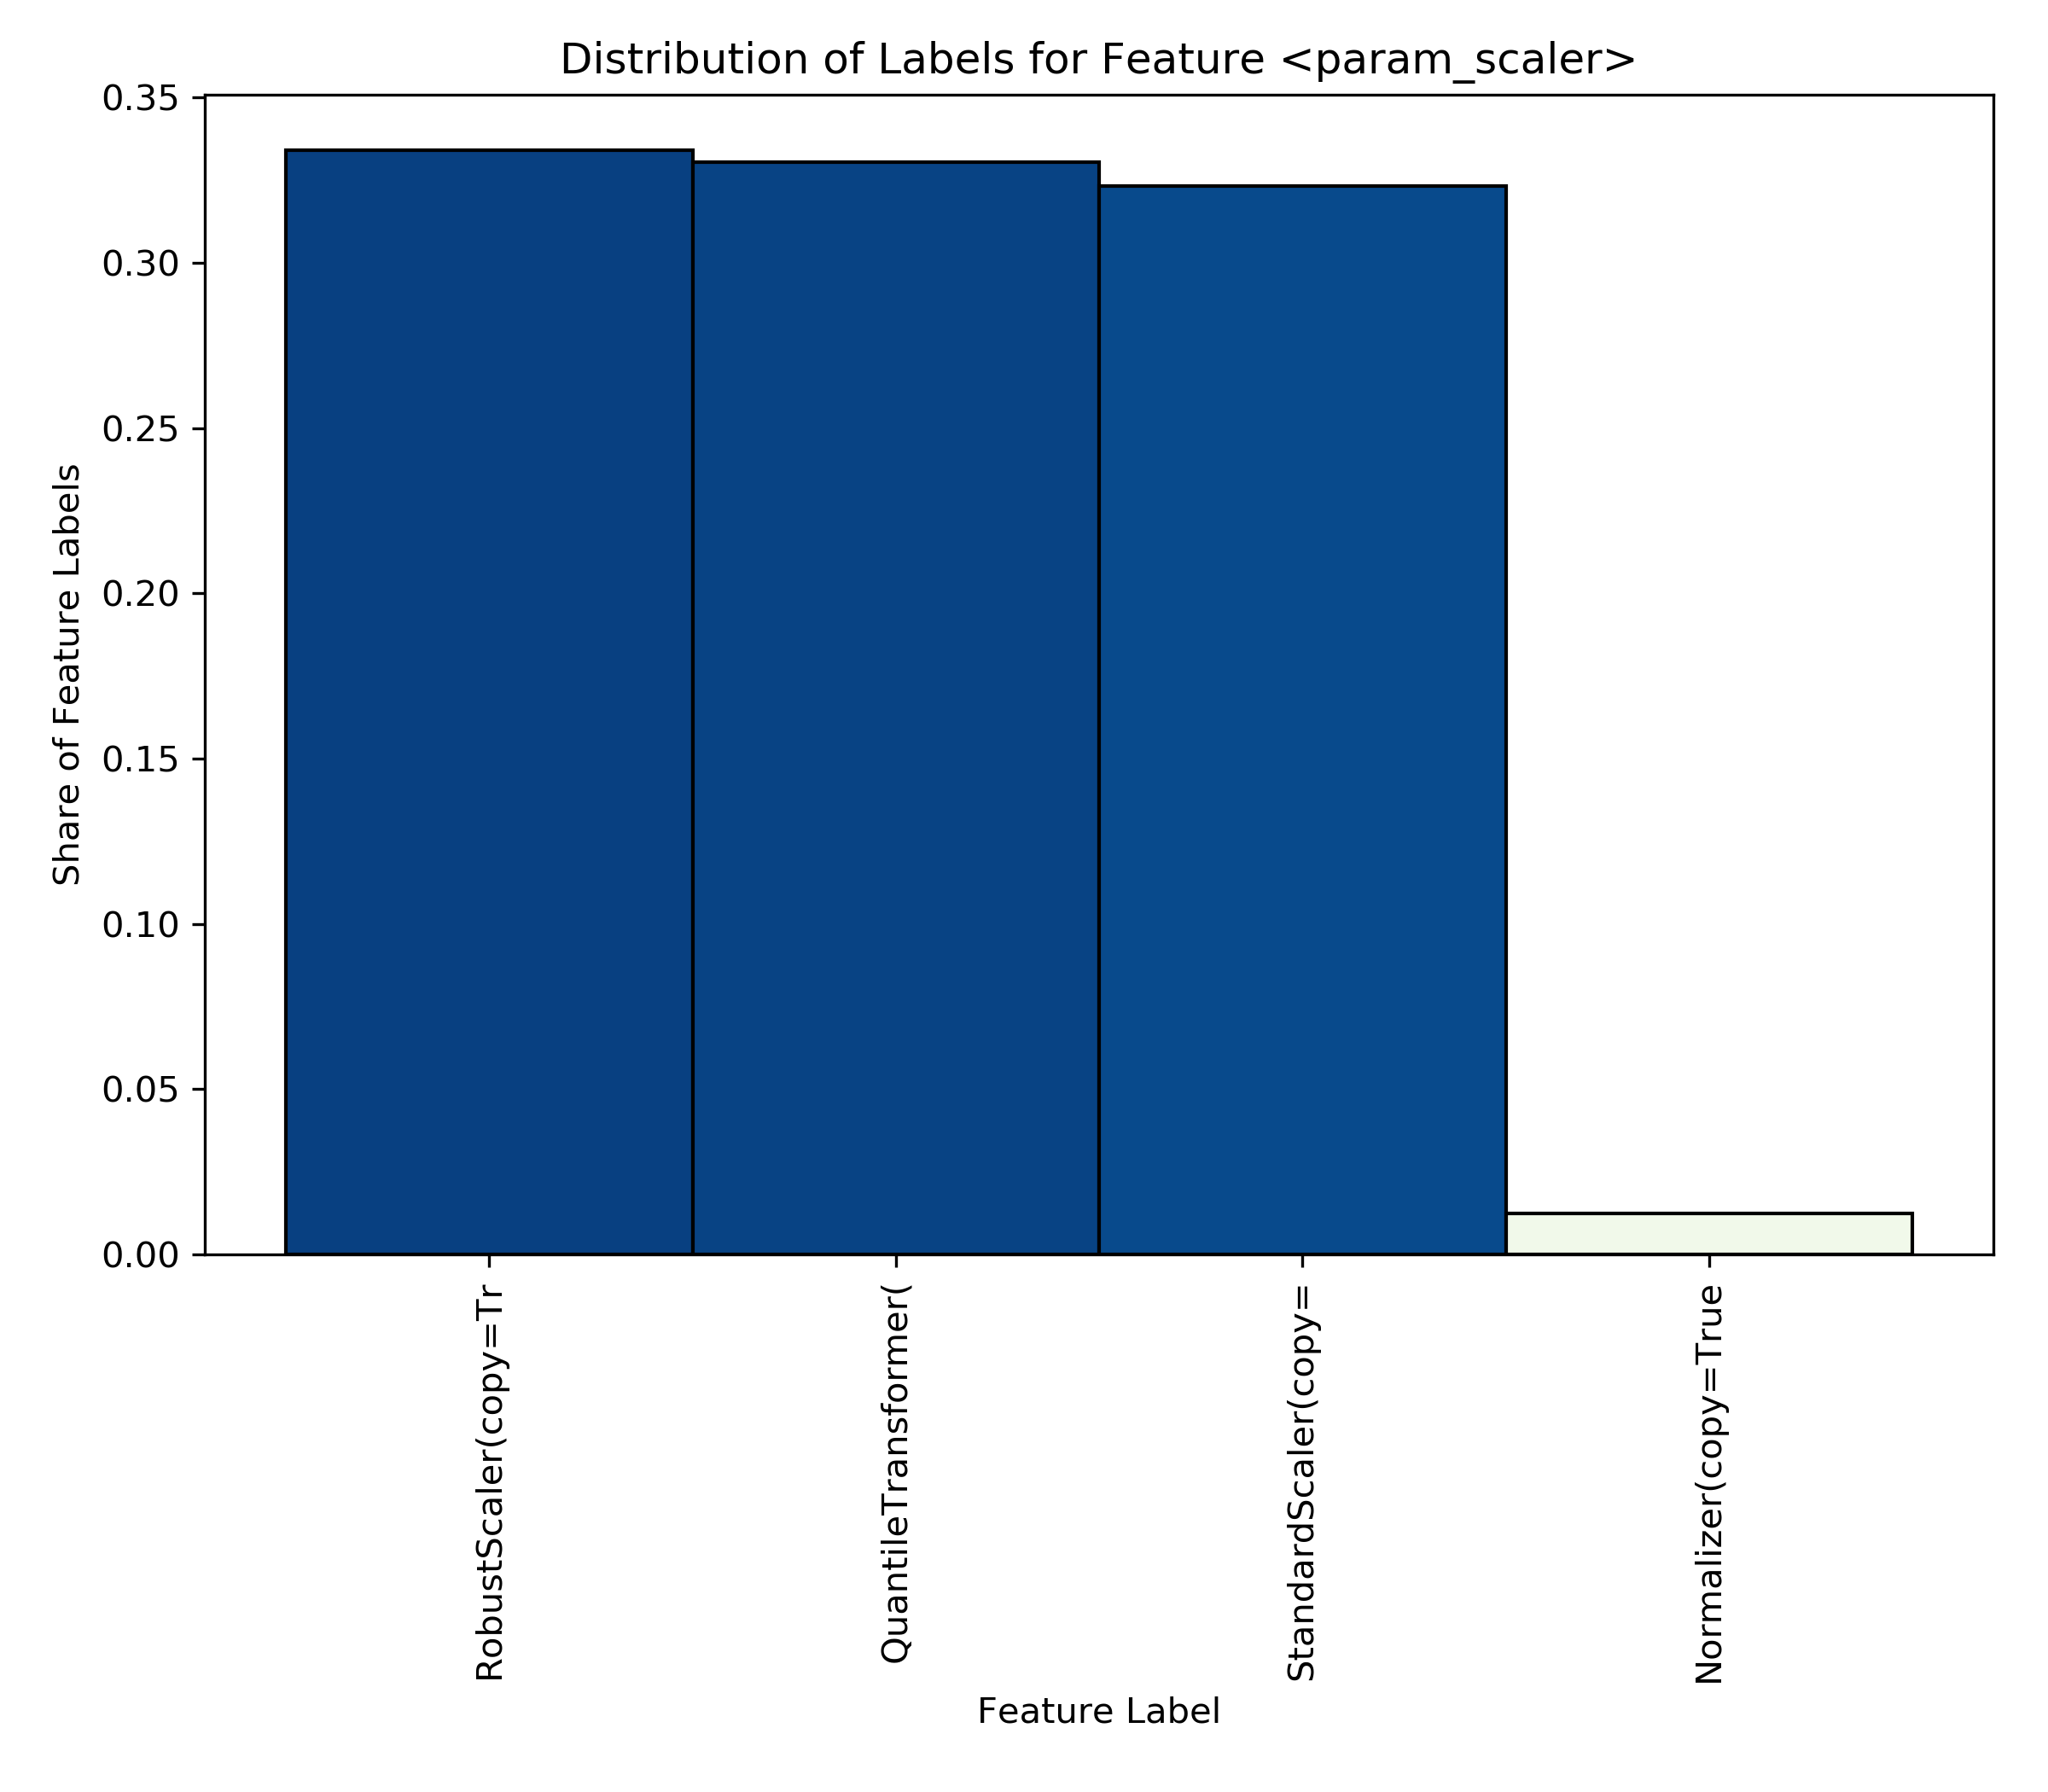 Distribution of Labels for Feature <param_scaler>
0.35
0.30
0.25
0.20
0.15
0.10
0.05
0.00
Share of Feature Labels
RobustScaler(copy=Tr
QuantileTransformer(
StandardScaler(copy=
Normalizer(copy=True
Feature Label